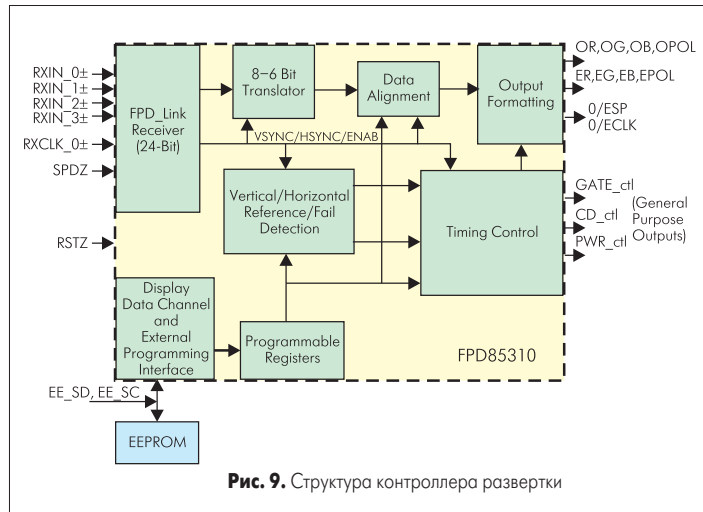 RXIN_0±
RXIN_1±
RXIN_2±
RXIN_3±
RXCLK_0±
SPDZ
RSTZ
FPD_Link
Receiver
(24-Bit)
8–6 Bit
Translator
Data
Alignment
Output
Formatting
OR,OG,OB,OPOL
ER,EG,EB,EPOL
0/ESP
0/ECLK
VSYNC/HSYNC/ENAB
Vertical/Horizontal
Reference/Fail
Detection
Timing Control
GATE_ctl
CD_ctl
PWR_ctl
(General
Purpose
Outputs)
Display
Data Channel
and
External
Programming
Interface
Programmable
Registers
FPD85310
EE_SD, EE_SC
EEPROM
Рис. 9. Структура контроллера развертки